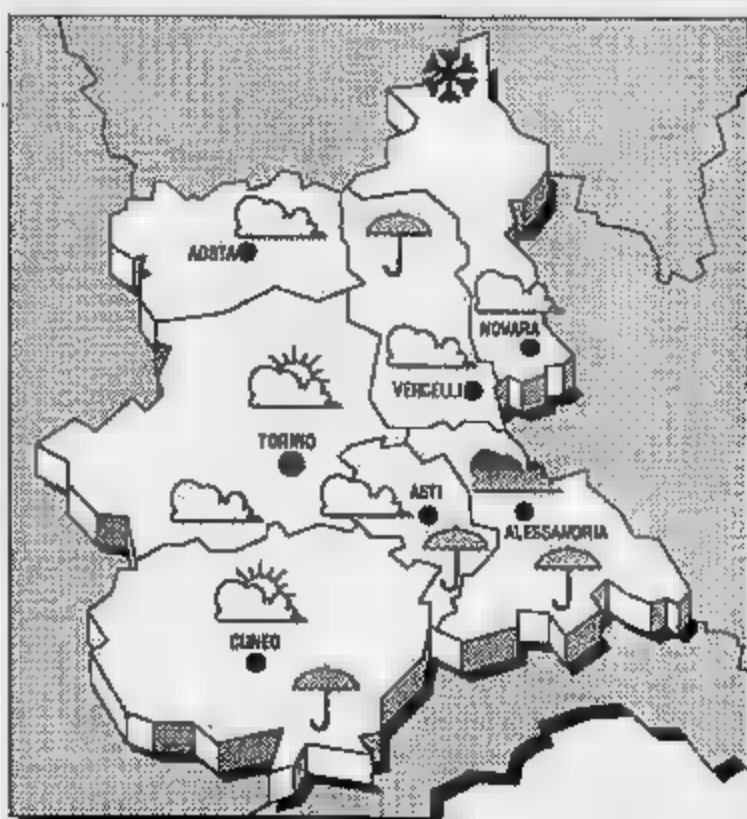 AOSTA
NOVARA
VERCELLI
TORINO
ASTI
ALESSANDRIA
CUNEO